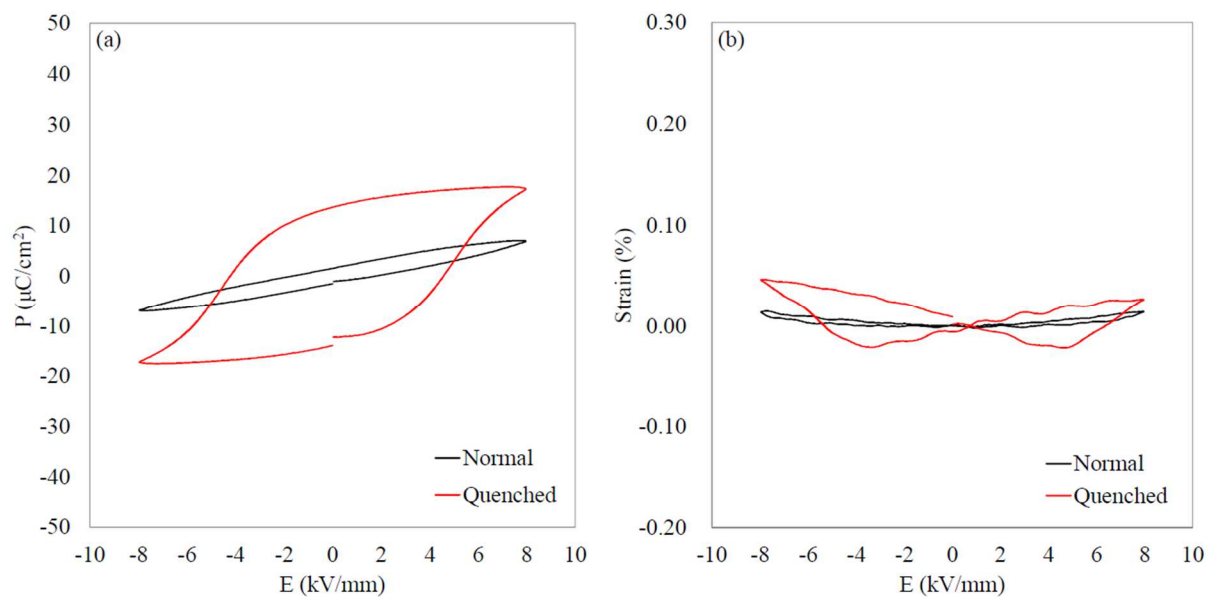 (a)
50
40
30
20
10
0
-10
-20
-30
-40
-50
P (μC/cm²)
-10 -8 -6 -4 -2 0 2 4 6 8 10
E (kV/mm)
Normal
Quenched
(b)
0.30
0.20
0.10
0.00
-0.10
-0.20
Strain (%)
-10 -8 -6 -4 -2 0 2 4 6 8 10
E (kV/mm)
Normal
Quenched